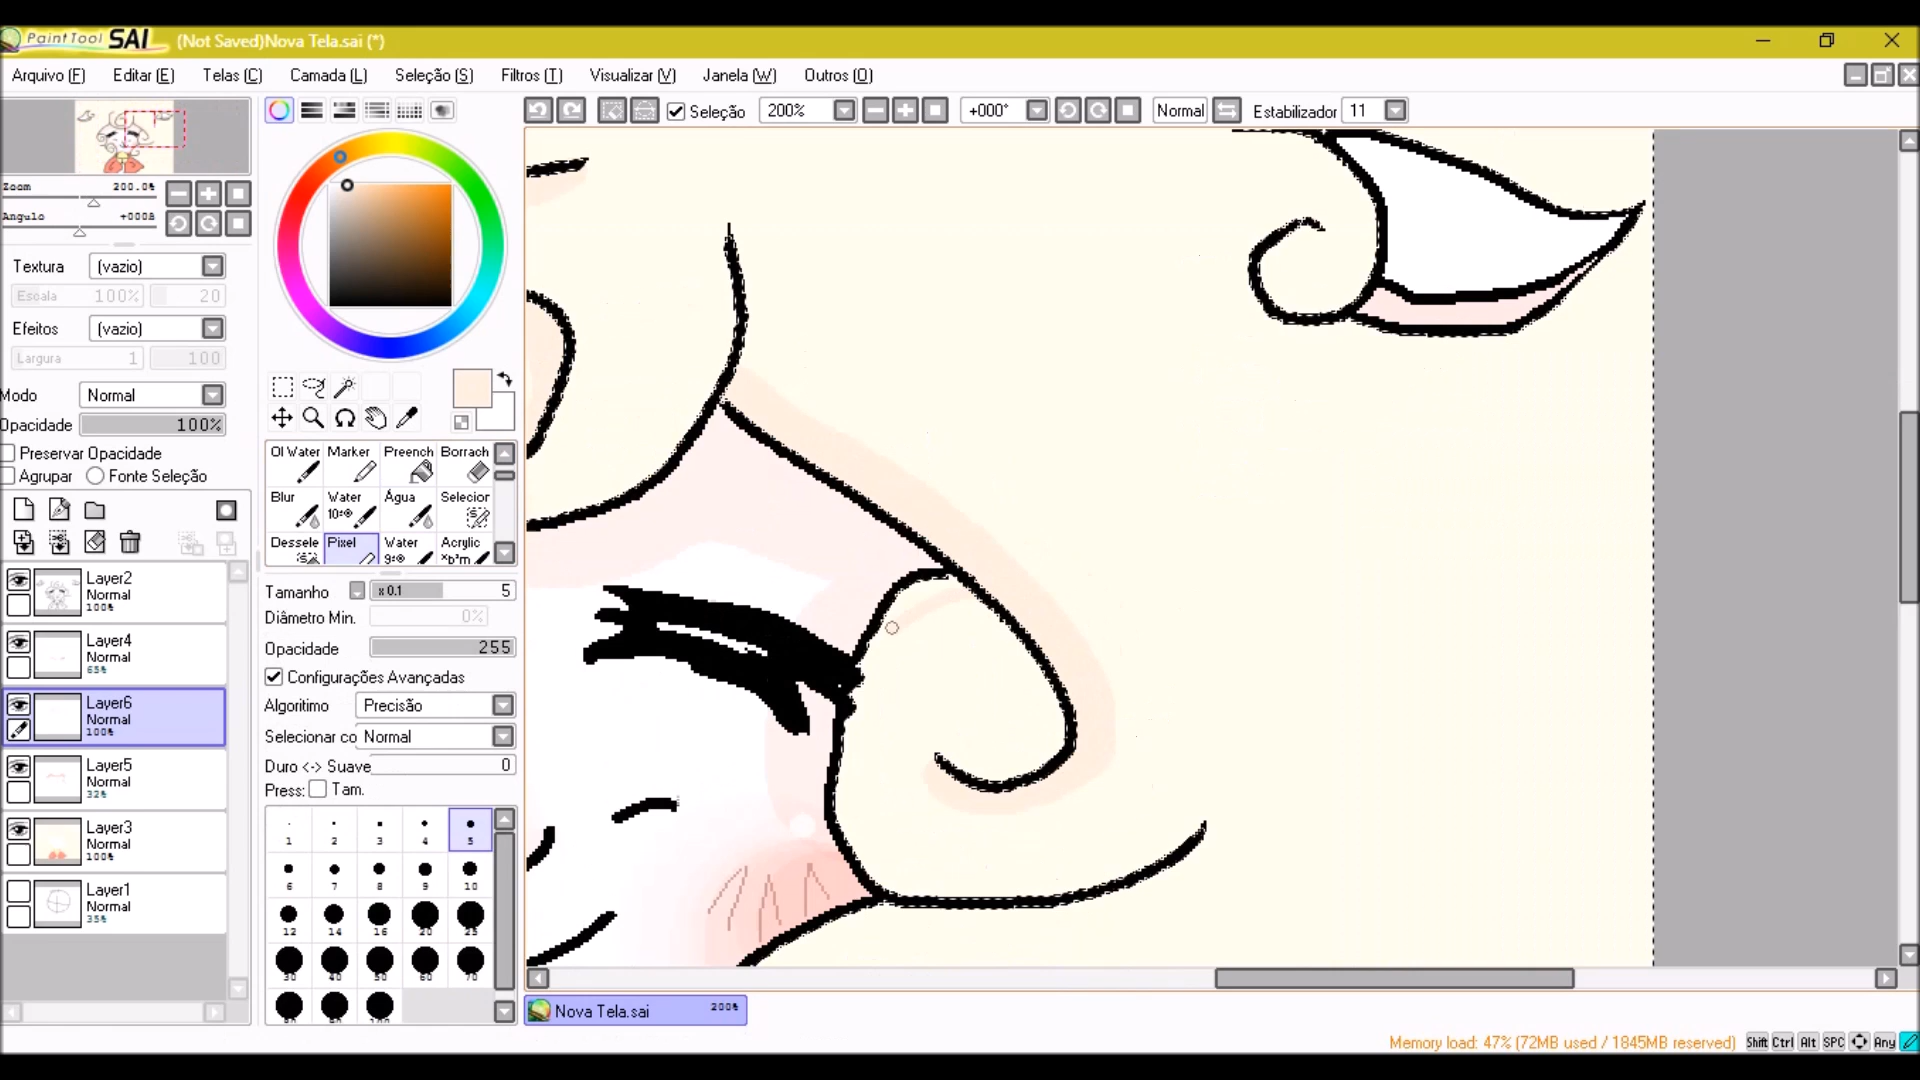 PaintTool SAI (Not Saved)Nova Tela.sai (*)
Arquivo (F) Editar (E) Telas (C) Camada (L) Seleção (S) Filtros (T) Visualizar (V) Janela (W) Outros (O)
Seleção 200% +000° Normal Estabilizador 11
Zoom 200.0%
Angulo +000A
Textura (vazio)
Escala 100% 20
Efeitos (vazio)
Largura 1 100
Modo Normal
Opacidade 100%
Preservar Opacidade
Agrupar Fonte Seleção
Layer2
Normal
100%
Layer4
Normal
65%
Layer6
Normal
100%
Layer5
Normal
32%
Layer3
Normal
100%
Layer1
Normal
35%
Ol Water Marker Preench Borrach
Blur Water Água Selecior
Dessele Pixel Water Acrylic
Tamanho x 0.1 5
Diâmetro Min. 0%
Opacidade 255
Configurações Avançadas
Algoritimo Precisão
Selecionar co Normal
Duro <-> Suave 0
Press: Tam.
1 2 3 4 5
6 7 8 9 10
12 14 16 20 25
30 40 50 60 70
Nova Tela.sai 200%
Memory load: 47% (72MB used / 1845MB reserved) Shift Ctrl Alt SPC Any